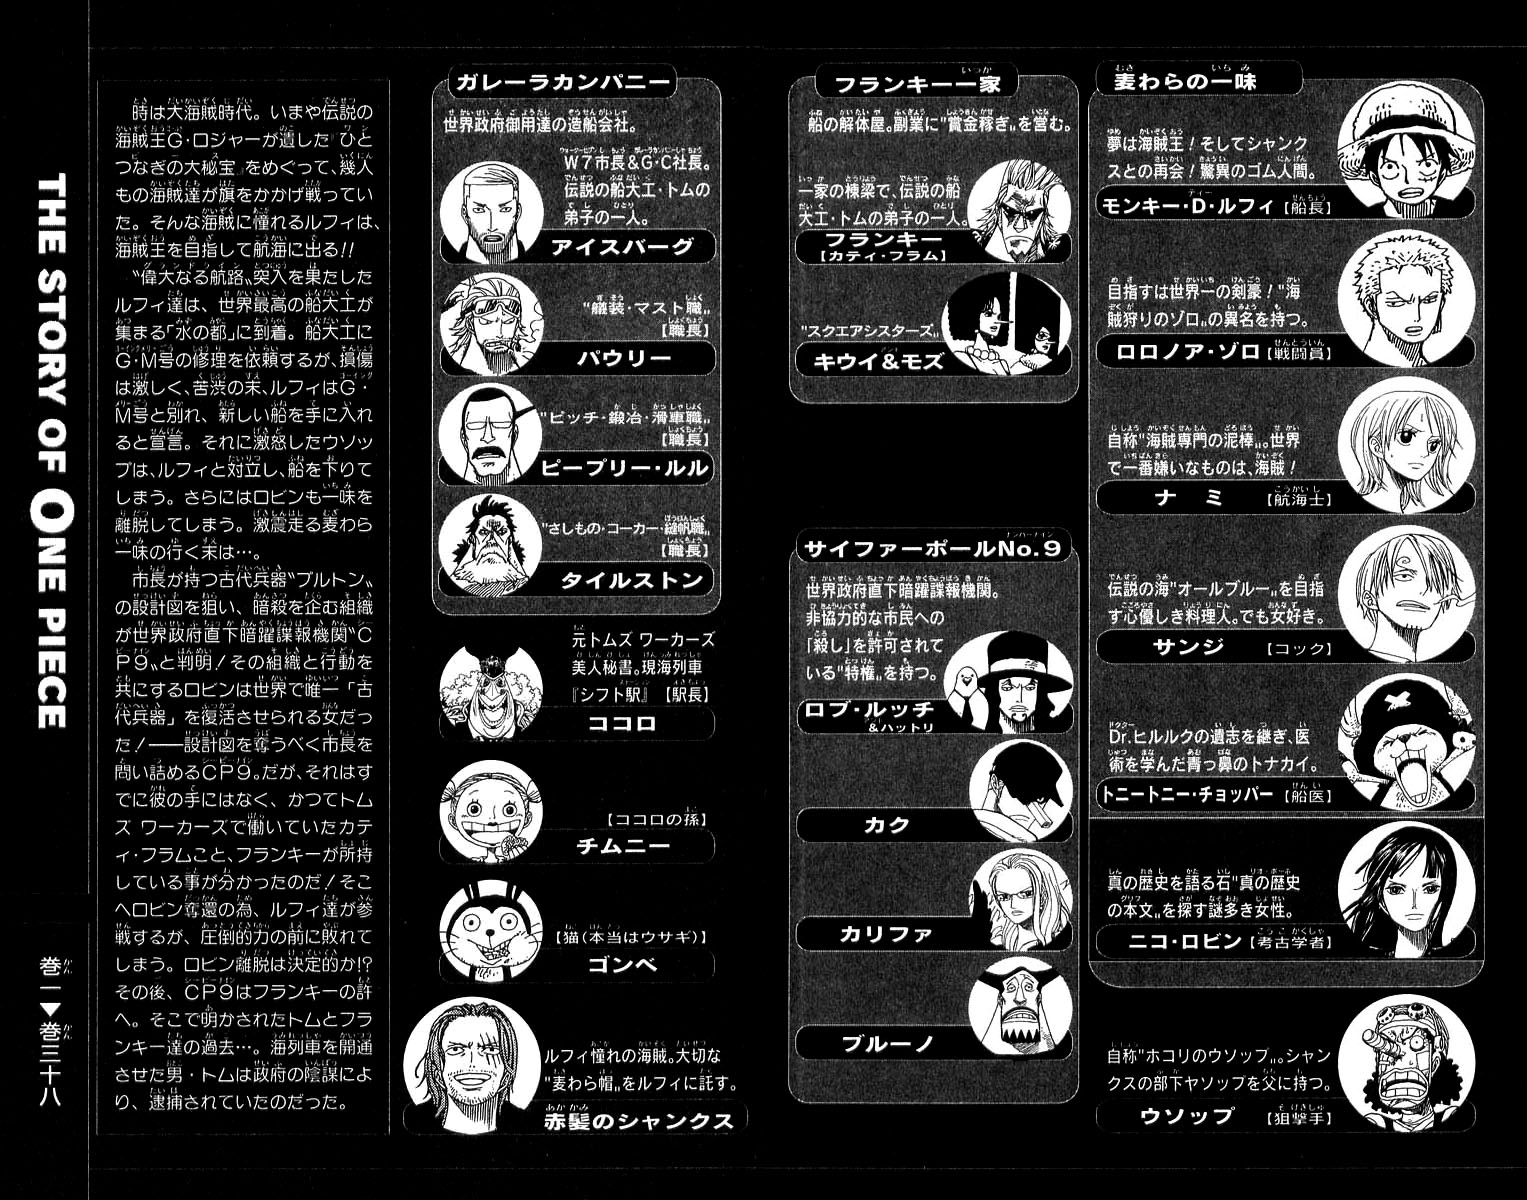 麦わらの一味
夢は海賊王！そしてシャンク
スとの再会！驚異のゴム人間。
モンキー・D・ルフィ【船長】
目指すは世界一の剣豪！"海
賊狩りのゾロ"の異名を持つ。
ロロノア・ゾロ【戦闘員】
自称"海賊専門の泥棒"。世界
で一番嫌いなものは、海賊！
ナミ【航海士】
伝説の海"オールブルー"を目指
す心優しき料理人。でも女好き。
サンジ【コック】
Dr.ヒルルクの遺志を継ぎ、医
術を学んだ青っ鼻のトナカイ。
トニートニー・チョッパー【船医】
真の歴史を語る石"真の歴史
の本文"を探す謎多き女性。
ニコ・ロビン【考古学者】
自称"ホコリのウソップ"。シャン
クスの部下ヤソップを父に持つ。
ウソップ【狙撃手】
フランキー一家
船の解体屋。副業に"賞金稼ぎ"を営む。
一家の棟梁で、伝説の船
大工・トムの弟子の一人。
フランキー
【カティ・フラム】
"スクエアシスターズ"
キウイ&モズ
サイファーポールNo.9
世界政府直下暗躍諜報機関。
非協力的な市民への
「殺し」を許可されて
いる"特権"を持つ。
ロブ・ルッチ
&ハットリ
カク
カリファ
ブルーノ
ガレーラカンパニー
世界政府御用達の造船会社。
W7市長&G・C社長。
伝説の船大工・トムの
弟子の一人。
アイスバーグ
"艤装・マスト職"
【職長】
パウリー
"ピッチ・鍛冶・滑車職"
【職長】
ピープリー・ルル
"さしもの・コーカー・縫帆職"
【職長】
タイルストン
元トムズ ワーカーズ
美人秘書。現海列車
『シフト駅』【駅長】
ココロ
【ココロの孫】
チムニー
【猫(本当はウサギ)】
ゴンベ
ルフィ憧れの海賊。大切な
"麦わら帽"をルフィに託す。
赤髪のシャンクス
時は大海賊時代。いまや伝説の
海賊王G・ロジャーが遺した『ひと
つなぎの大秘宝』をめぐって、幾人
もの海賊達が旗をかかげ戦ってい
た。そんな海賊に憧れるルフィは、
海賊王を目指して航海に出る!!
"偉大なる航路"突入を果たした
ルフィ達は、世界最高の船大工が
集まる「水の都」に到着。船大工に
G・M号の修理を依頼するが、損傷
は激しく、苦渋の末、ルフィはG・
M号と別れ、新しい船を手に入れ
ると宣言。それに激怒したウソッ
プは、ルフィと対立し、船を下りて
しまう。さらにはロビンも一味を
離脱してしまう。激震走る麦わら
一味の行く末は…。
市長が持つ古代兵器"プルトン"
の設計図を狙い、暗殺を企む組織
が世界政府直下暗躍諜報機関"C
P9"と判明！その組織と行動を
共にするロビンは世界で唯一「古
代兵器」を復活させられる女だっ
た！――設計図を奪うべく市長を
問い詰めるCP9。だが、それはす
でに彼の手にはなく、かつてトム
ズ ワーカーズで働いていたカテ
ィ・フラムこと、フランキーが所持
している事が分かったのだ！そこ
へロビン奪還の為、ルフィ達が参
戦するが、圧倒的力の前に敗れて
しまう。ロビン離脱は決定的か!?
その後、CP9はフランキーの許
へ。そこで明かされたトムとフラ
ンキー達の過去…。海列車を開通
させた男・トムは政府の陰謀によ
り、逮捕されていたのだった。
THE STORY OF ONE PIECE
巻一▼巻三十八